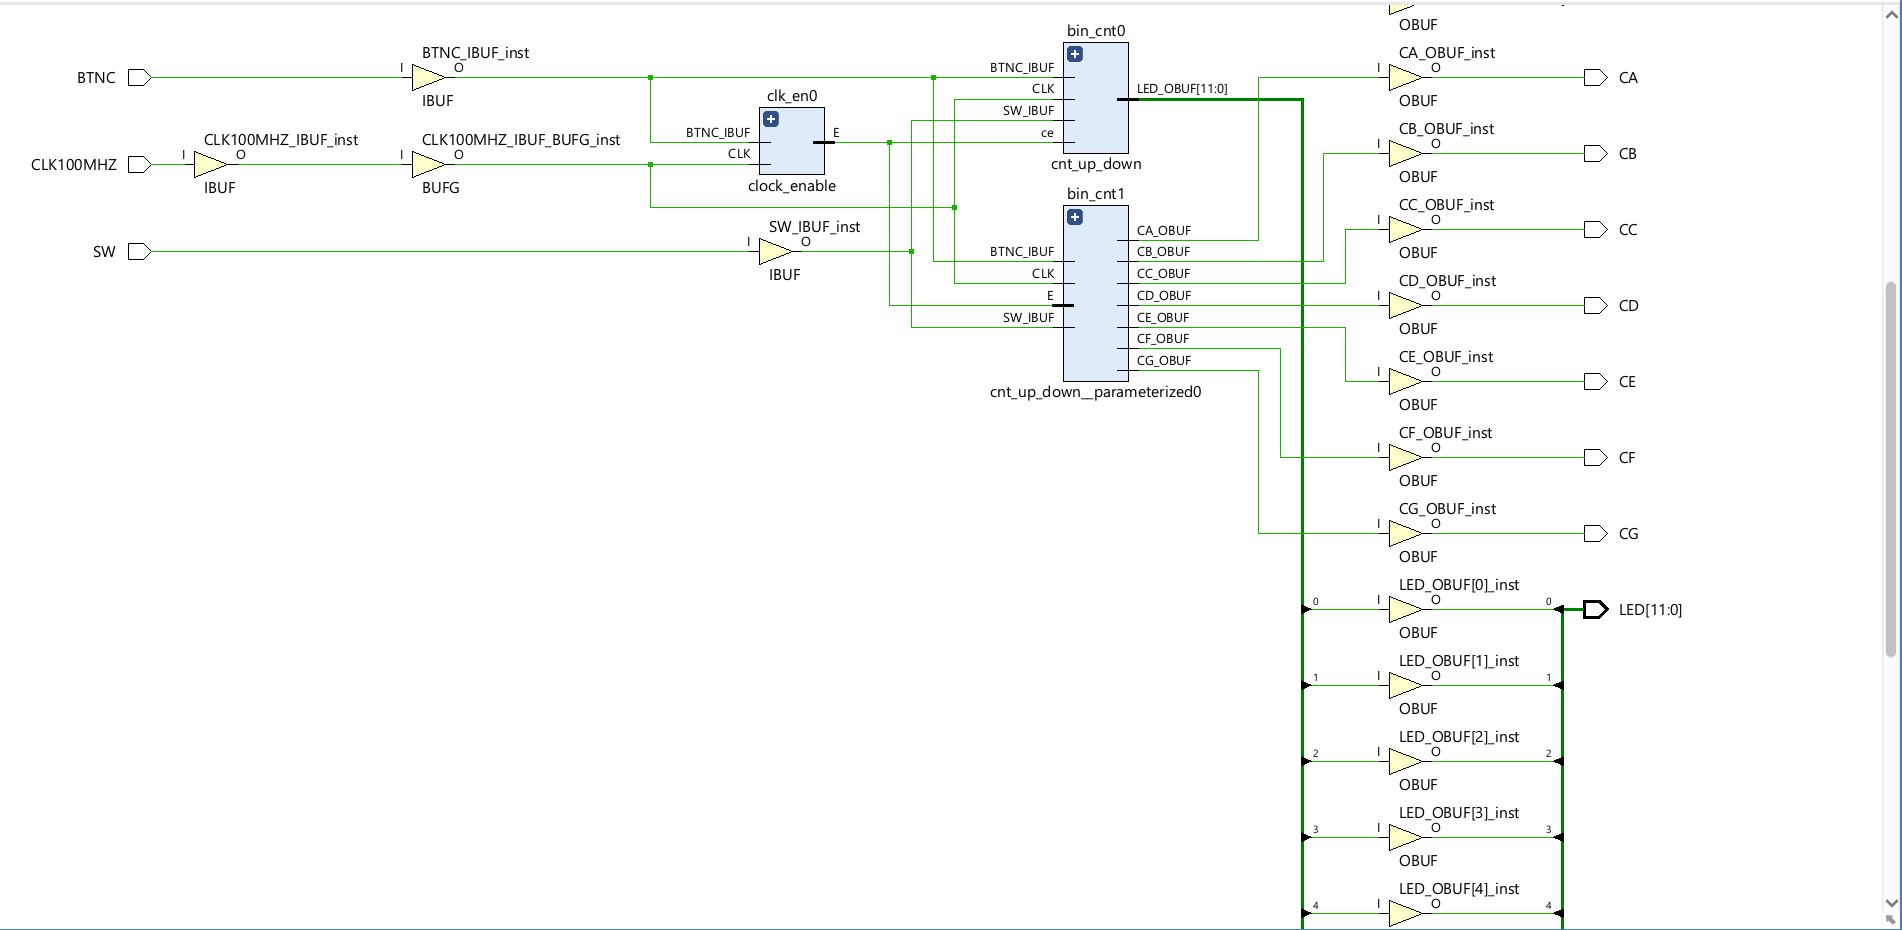 OBUF
BTNC
I
BTNC_IBUF_inst
O
IBUF
CLK100MHZ
I
CLK100MHZ_IBUF_inst
O
IBUF
I
CLK100MHZ_IBUF_BUFG_inst
O
BUFG
SW
I
SW_IBUF_inst
O
IBUF
clk_en0
BTNC_IBUF
CLK
E
clock_enable
bin_cnt0
BTNC_IBUF
CLK
SW_IBUF
ce
LED_OBUF[11:0]
cnt_up_down
bin_cnt1
BTNC_IBUF
CLK
E
SW_IBUF
CA_OBUF
CB_OBUF
CC_OBUF
CD_OBUF
CE_OBUF
CF_OBUF
CG_OBUF
cnt_up_down__parameterized0
CA_OBUF_inst
I
O
OBUF
CA
CB_OBUF_inst
I
O
OBUF
CB
CC_OBUF_inst
I
O
OBUF
CC
CD_OBUF_inst
I
O
OBUF
CD
CE_OBUF_inst
I
O
OBUF
CE
CF_OBUF_inst
I
O
OBUF
CF
CG_OBUF_inst
I
O
OBUF
CG
LED_OBUF[0]_inst
0
I
O
0
OBUF
LED[11:0]
LED_OBUF[1]_inst
1
I
O
1
OBUF
LED_OBUF[2]_inst
2
I
O
2
OBUF
LED_OBUF[3]_inst
3
I
O
3
OBUF
LED_OBUF[4]_inst
4
I
O
4